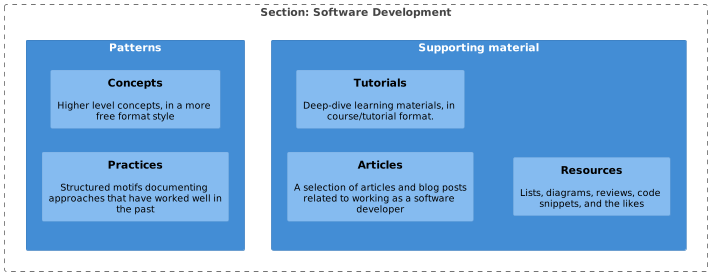 Section: Software Development
Patterns
Concepts
Higher level concepts, in a more
free format style
Practices
Structured motifs documenting
approaches that have worked well in
the past
Supporting material
Tutorials
Deep-dive learning materials, in
course/tutorial format.
Articles
A selection of articles and blog posts
related to working as a software
developer
Resources
Lists, diagrams, reviews, code
snippets, and the likes